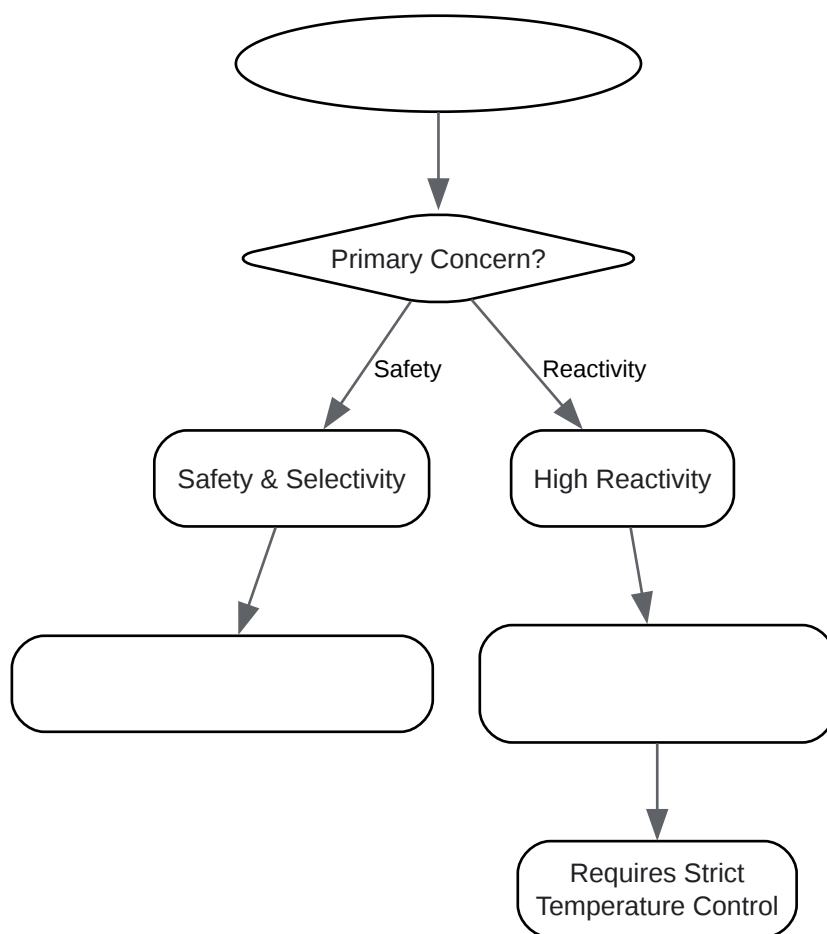 Primary Concern?
Safety
Reactivity
Safety & Selectivity
High Reactivity
Requires Strict
Temperature Control